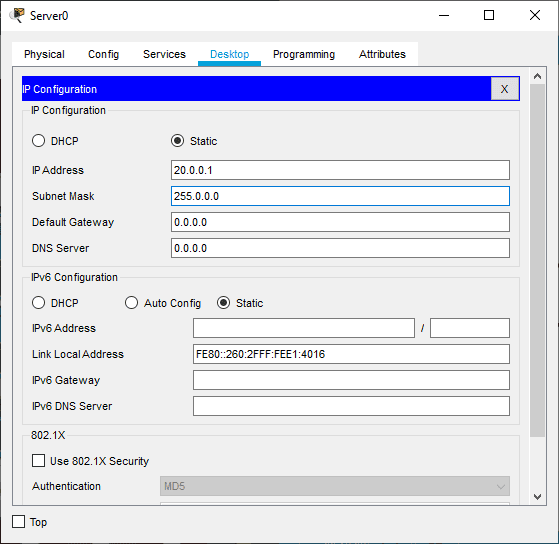 Server0
Physical Config Services Desktop Programming Attributes
IP Configuration X
IP Configuration
DHCP Static
IP Address 20.0.0.1
Subnet Mask 255.0.0.0
Default Gateway 0.0.0.0
DNS Server 0.0.0.0
IPv6 Configuration
DHCP Auto Config Static
IPv6 Address /
Link Local Address FE80::260:2FFF:FEE1:4016
IPv6 Gateway
IPv6 DNS Server
802.1X
Use 802.1X Security
Authentication MD5
Top